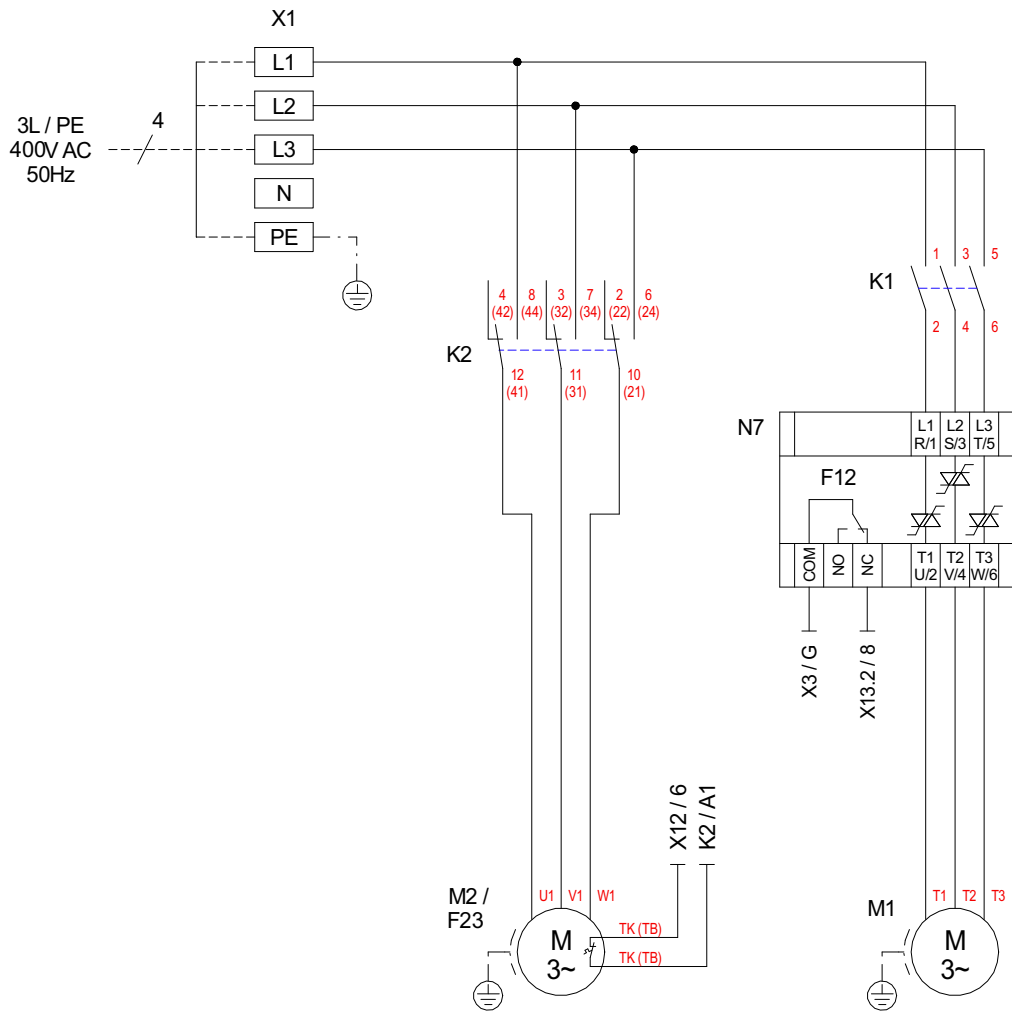 X1
L1
L2
3L / PE
400V AC
50Hz
4
L3
N
PE
K1
1 3 5
2 4 6
4 8 3 7 2 6
(42) (44) (32) (34) (22) (24)
K2
12 11 10
(41) (31) (21)
N7
L1 L2 L3
R/1 S/3 T/5
F12
COM
NO
NC
T1 T2 T3
U/2 V/4 W/6
X3 / G
X13.2 / 8
X12 / 6
K2 / A1
M2 /
F23
U1 V1 W1
TK (TB)
TK (TB)
M
3~
M1
T1 T2 T3
M
3~